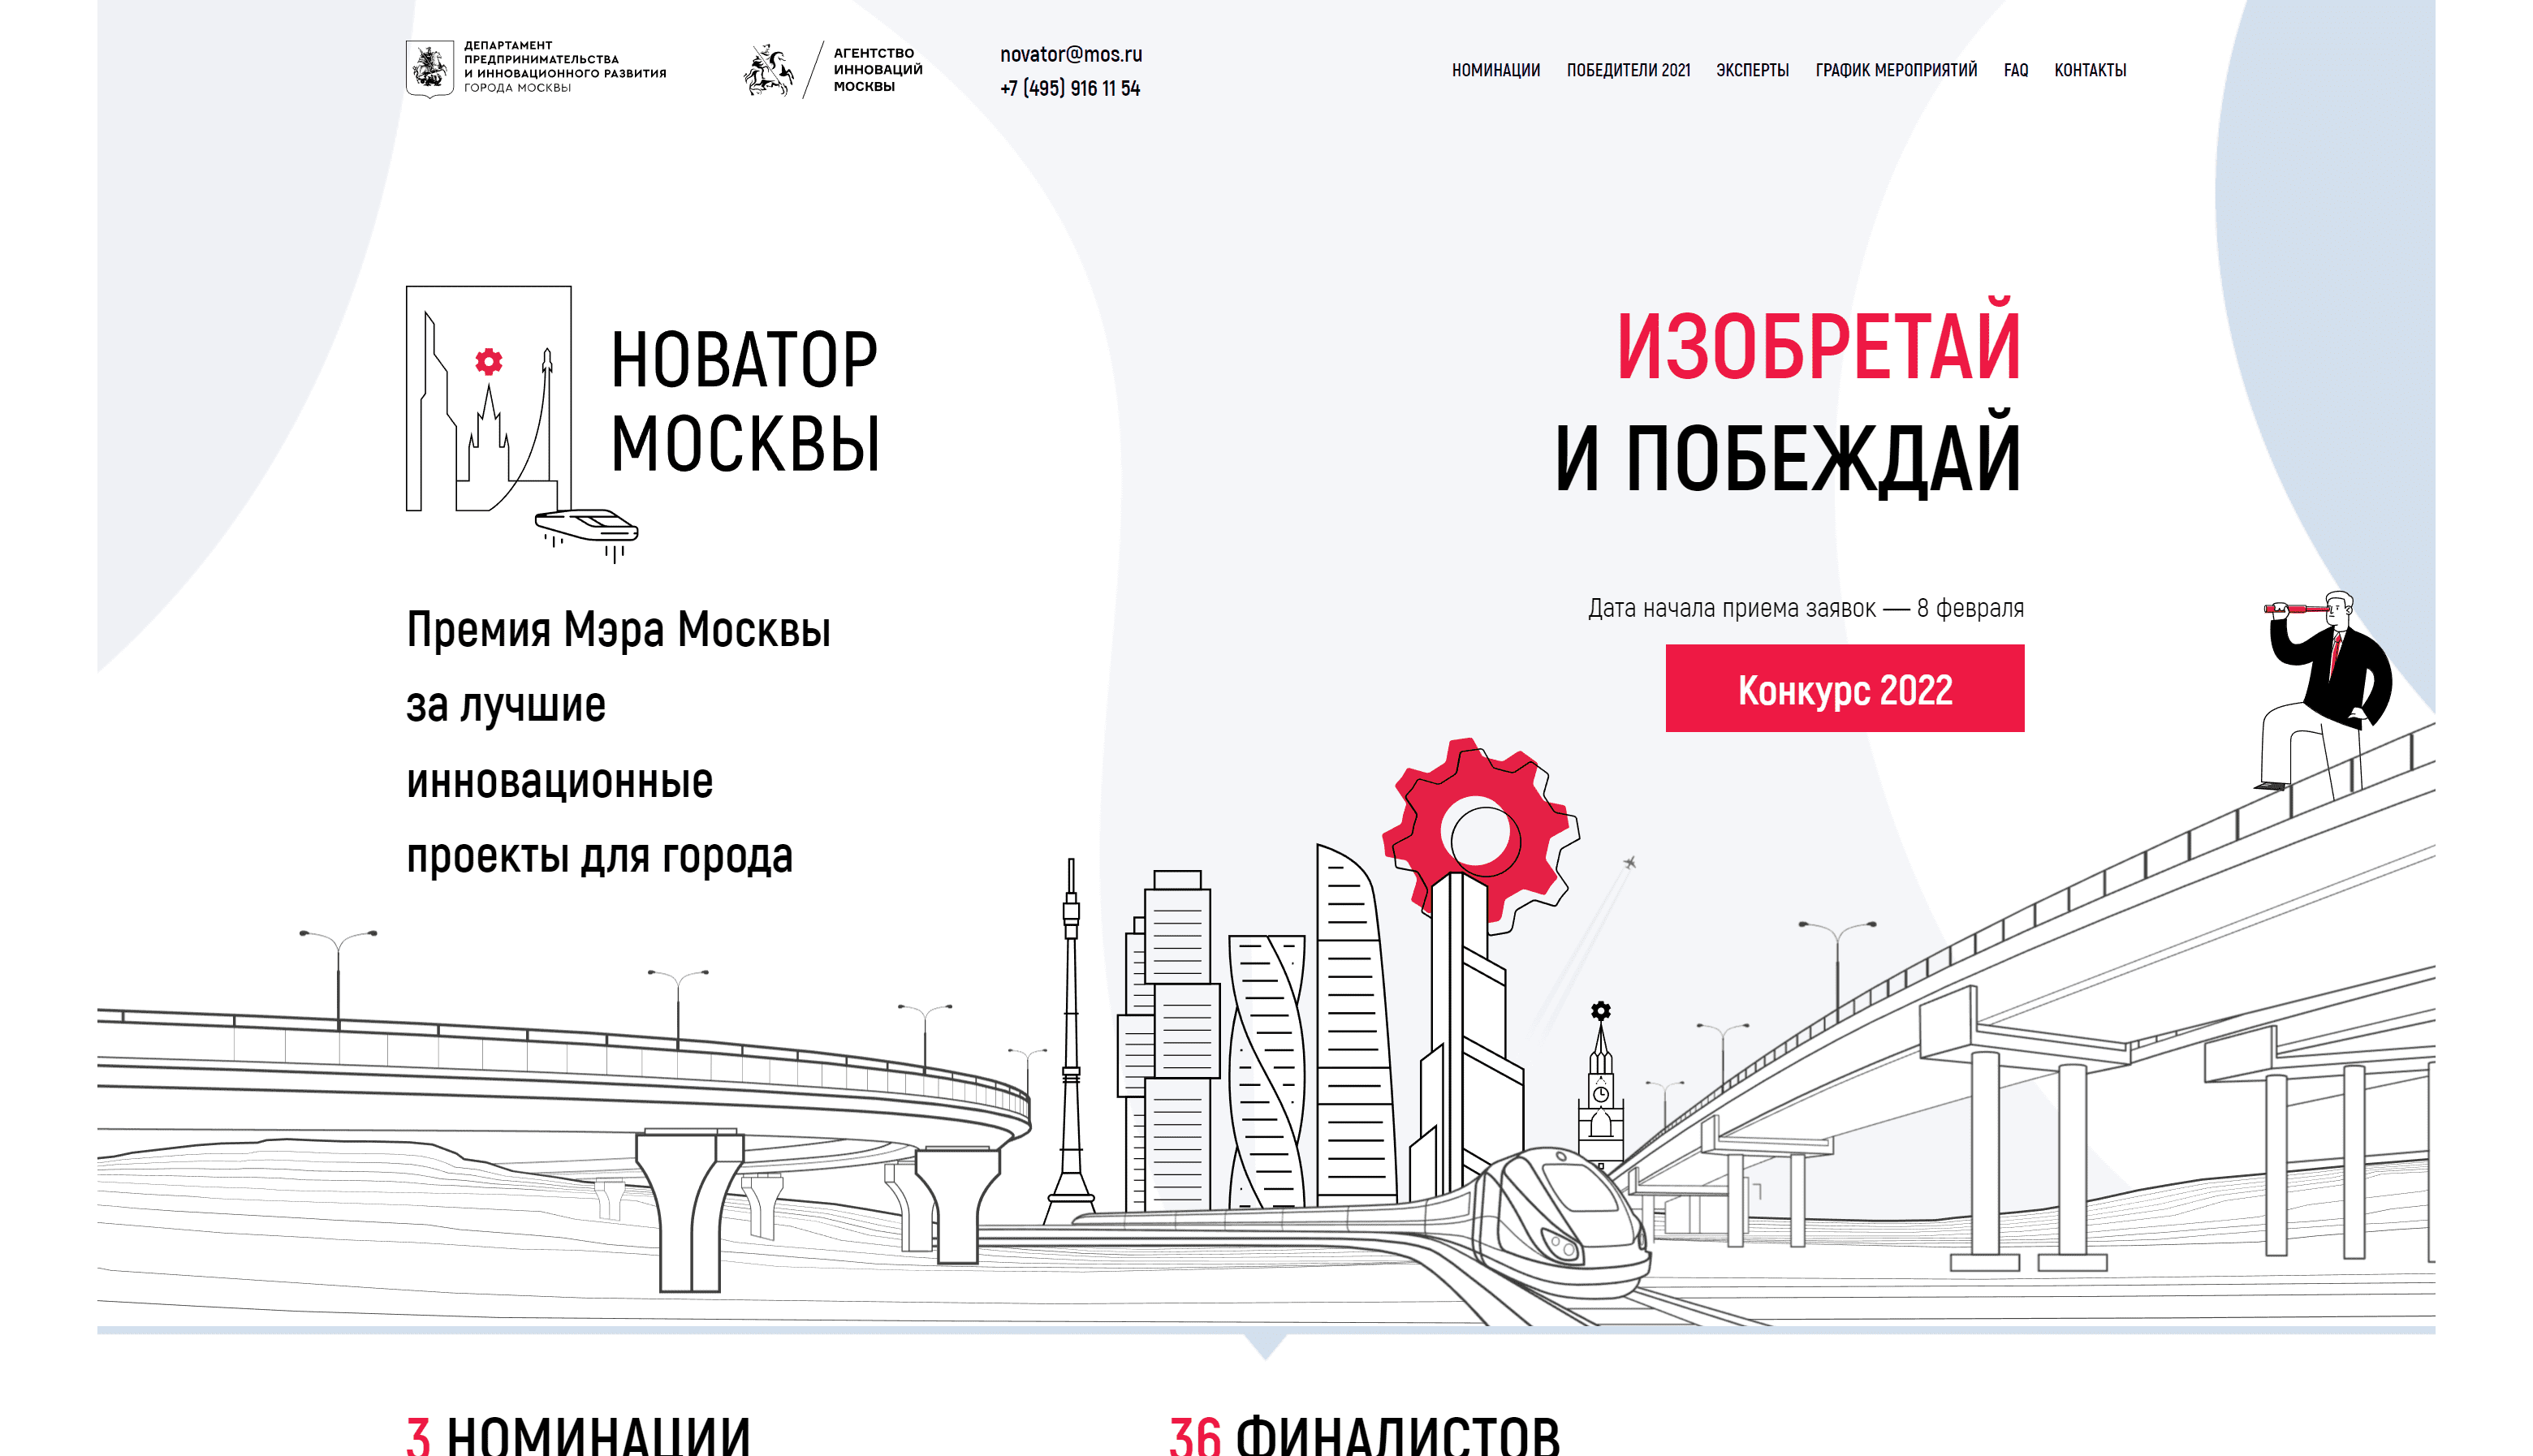 ДЕПАРТАМЕНТ
ПРЕДПРИНИМАТЕЛЬСТВА
И ИННОВАЦИОННОГО РАЗВИТИЯ
ГОРОДА МОСКВЫ
АГЕНТСТВО
ИННОВАЦИЙ
МОСКВЫ
novator@mos.ru
+7 (495) 916 11 54
НОМИНАЦИИ ПОБЕДИТЕЛИ 2021 ЭКСПЕРТЫ ГРАФИК МЕРОПРИЯТИЙ FAQ КОНТАКТЫ
НОВАТОР
МОСКВЫ
Премия Мэра Москвы
за лучшие
инновационные
проекты для города
ИЗОБРЕТАЙ
И ПОБЕЖДАЙ
Дата начала приема заявок — 8 февраля
Конкурс 2022
3 НОМИНАЦИИ
36 ФИНАЛИСТОВ